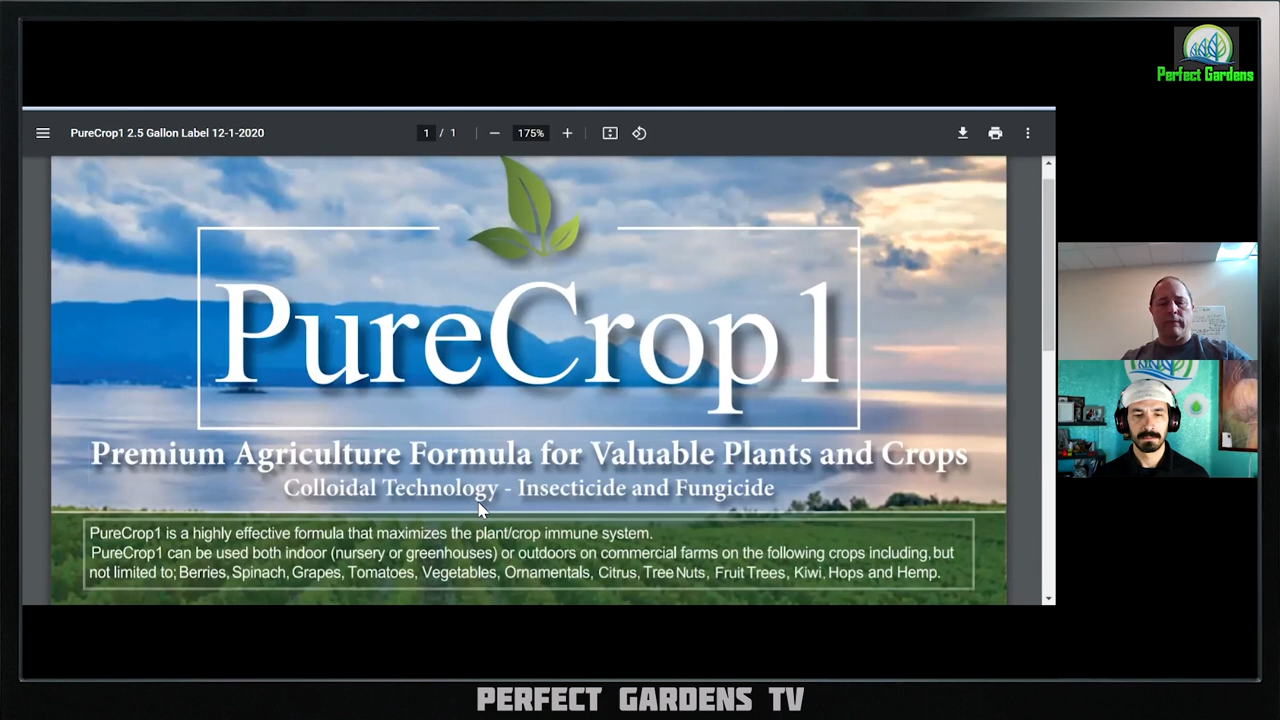 Perfect Gardens
PureCrop1 2.5 Gallon Label 12-1-2020
1 / 1
175%
PureCrop1
Premium Agriculture Formula for Valuable Plants and Crops
Colloidal Technology - Insecticide and Fungicide
PureCrop1 is a highly effective formula that maximizes the plant/crop immune system.
PureCrop1 can be used both indoor (nursery or greenhouses) or outdoors on commercial farms on the following crops including, but
not limited to; Berries, Spinach, Grapes, Tomatoes, Vegetables, Ornamentals, Citrus, Tree Nuts, Fruit Trees, Kiwi, Hops and Hemp.
PERFECT GARDENS TV